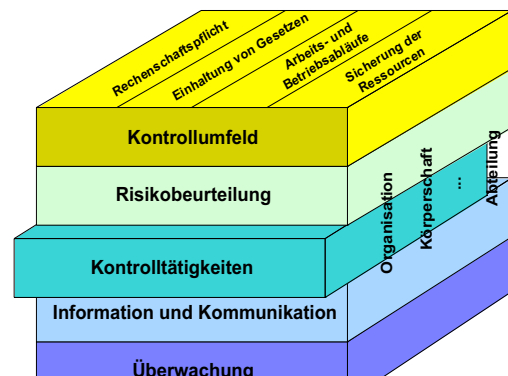 Rechenschaftspflicht
Einhaltung von Gesetzen
Arbeits- und
Betriebsabläufe
Sicherung der
Ressourcen
Kontrollumfeld
Risikobeurteilung
Kontrolltätigkeiten
Information und Kommunikation
Überwachung
Organisation
Körperschaft
...
Abteilung